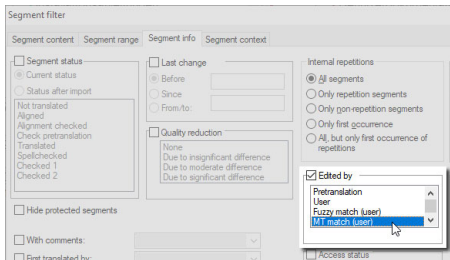 Segment filter
Segment content Segment range Segment info Segment context
Segment status
Current status
Status after import
Not translated
Aligned
Alignment checked
Check pretranslation
Translated
Spellchecked
Checked 1
Checked 2
Hide protected segments
With comments:
First translated by:
Last change
Before
Since
From/to:
Quality reduction
None
Due to insignificant difference
Due to moderate difference
Due to significant difference
Internal repetitions
All segments
Only repetition segments
Only non-repetition segments
Only first occurrence
All, but only first occurrence of
repetitions
Edited by
Pretranslation
User
Fuzzy match (user)
MT match (user)
Access status